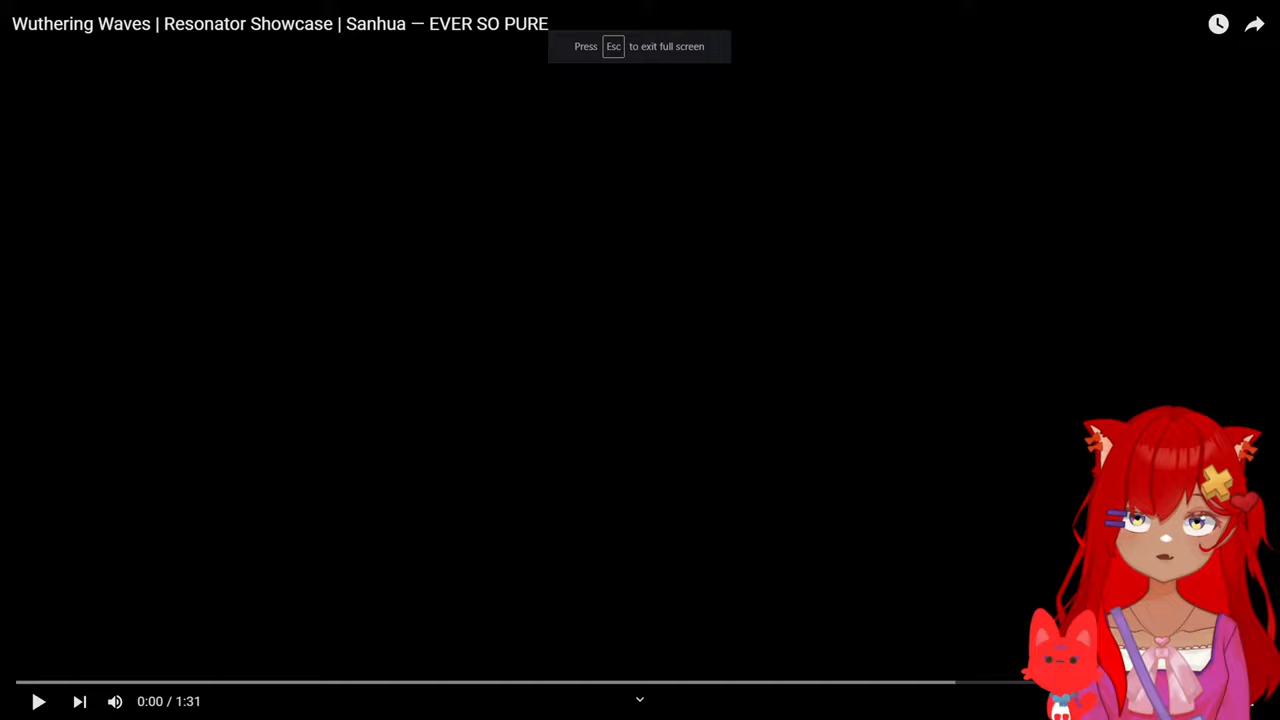 Wuthering Waves | Resonator Showcase | Sanhua — EVER SO PURE
Press Esc to exit full screen
0:00 / 1:31